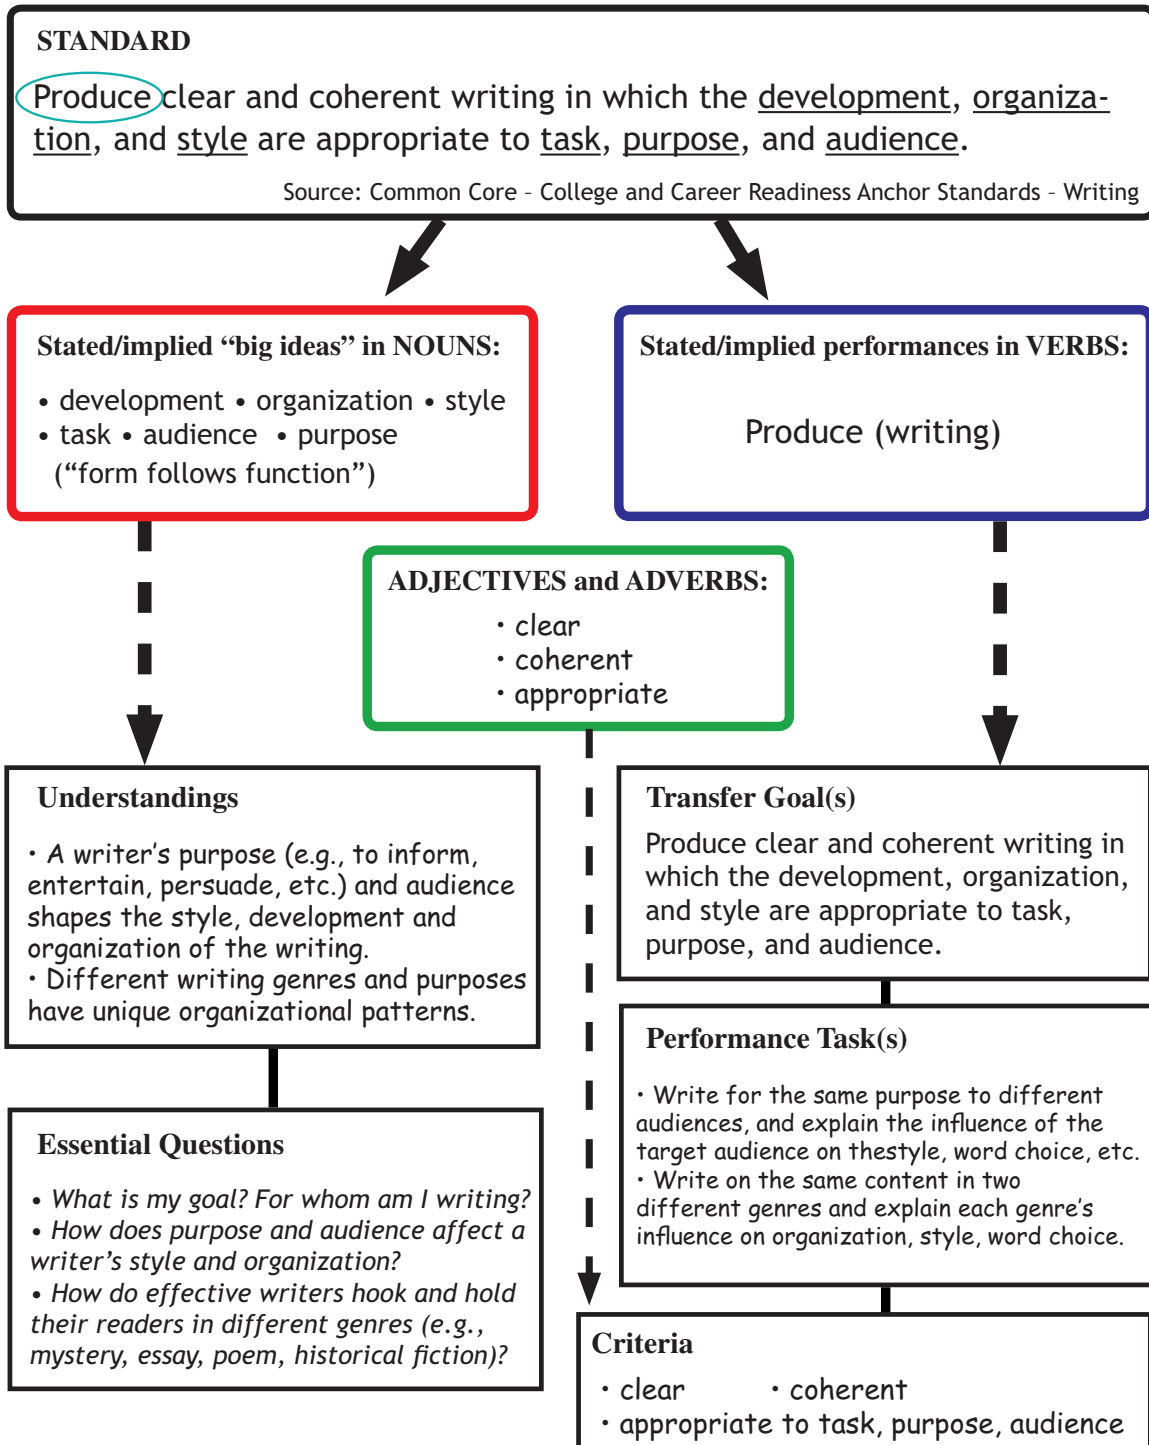 STANDARD
Produce clear and coherent writing in which the development, organiza-
tion, and style are appropriate to task, purpose, and audience.
Source: Common Core – College and Career Readiness Anchor Standards – Writing
Stated/implied “big ideas” in NOUNS:
• development • organization • style
• task • audience • purpose
(“form follows function”)
Stated/implied performances in VERBS:
Produce (writing)
ADJECTIVES and ADVERBS:
· clear
· coherent
· appropriate
Understandings
· A writer’s purpose (e.g., to inform,
entertain, persuade, etc.) and audience
shapes the style, development and
organization of the writing.
· Different writing genres and purposes
have unique organizational patterns.
Essential Questions
• What is my goal? For whom am I writing?
• How does purpose and audience affect a
writer’s style and organization?
• How do effective writers hook and hold
their readers in different genres (e.g.,
mystery, essay, poem, historical fiction)?
Transfer Goal(s)
Produce clear and coherent writing in
which the development, organization,
and style are appropriate to task,
purpose, and audience.
Performance Task(s)
· Write for the same purpose to different
audiences, and explain the influence of the
target audience on thestyle, word choice, etc.
· Write on the same content in two
different genres and explain each genre’s
influence on organization, style, word choice.
Criteria
· clear · coherent
· appropriate to task, purpose, audience